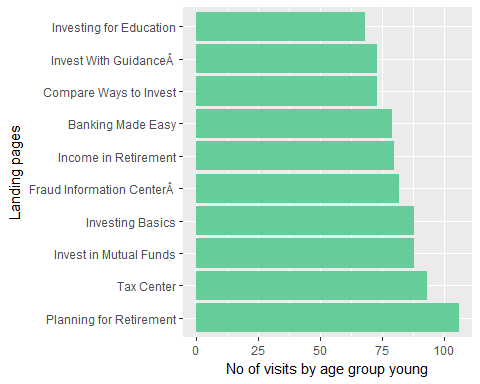 Investing for Education
Invest With GuidanceÂ
Compare Ways to Invest
Banking Made Easy
Income in Retirement
Fraud Information CenterÂ
Investing Basics
Invest in Mutual Funds
Tax Center
Planning for Retirement
Landing pages
0 25 50 75 100
No of visits by age group young